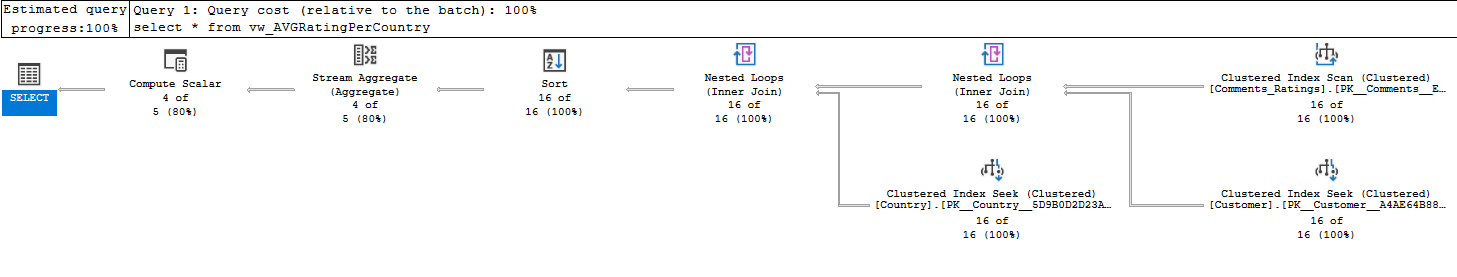 Estimated query
progress:100%
Query 1: Query cost (relative to the batch): 100%
select * from vw_AVGRatingPerCountry
SELECT
Compute Scalar
4 of
5 (80%)
Stream Aggregate
(Aggregate)
4 of
5 (80%)
Sort
16 of
16 (100%)
Nested Loops
(Inner Join)
16 of
16 (100%)
Nested Loops
(Inner Join)
16 of
16 (100%)
Clustered Index Scan (Clustered)
[Comments_Ratings].[PK__Comments__E…
16 of
16 (100%)
Clustered Index Seek (Clustered)
[Country].[PK__Country__5D9B0D2D23A…
16 of
16 (100%)
Clustered Index Seek (Clustered)
[Customer].[PK__Customer__A4AE64B88…
16 of
16 (100%)